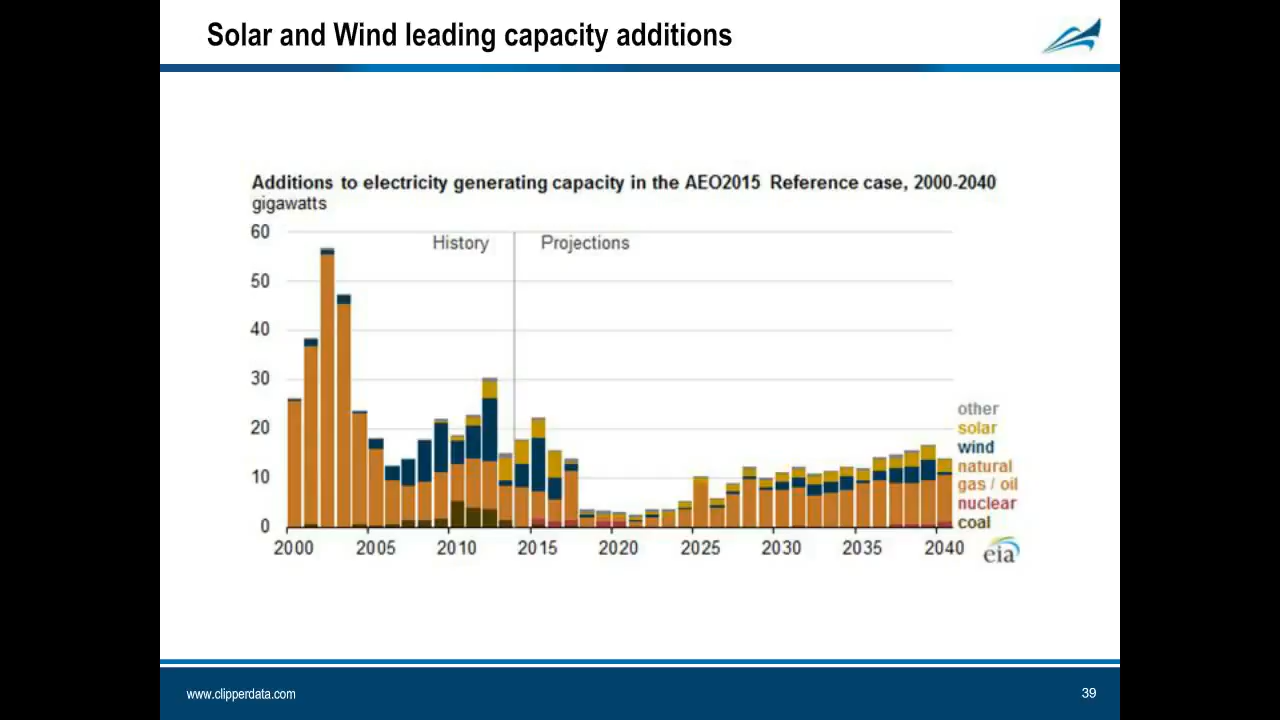 Solar and Wind leading capacity additions
Additions to electricity generating capacity in the AEO2015 Reference case, 2000-2040
gigawatts
60
History
Projections
50
40
30
20
10
0
other
solar
wind
natural
gas / oil
nuclear
coal
2000 2005 2010 2015 2020 2025 2030 2035 2040
eia
www.clipperdata.com
39